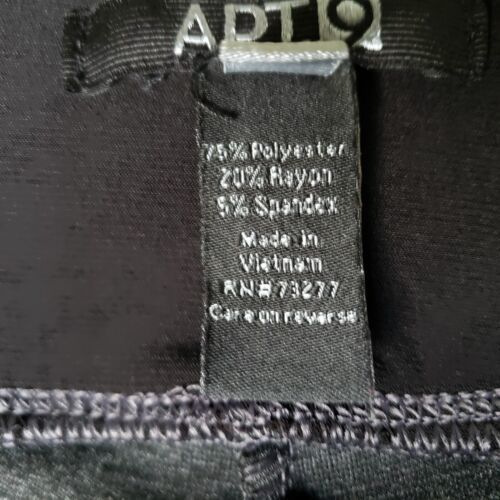 APT 9
75% Polyester
20% Rayon
5% Spandex
Made in
Vietnam
RN# 73277
Care on reverse